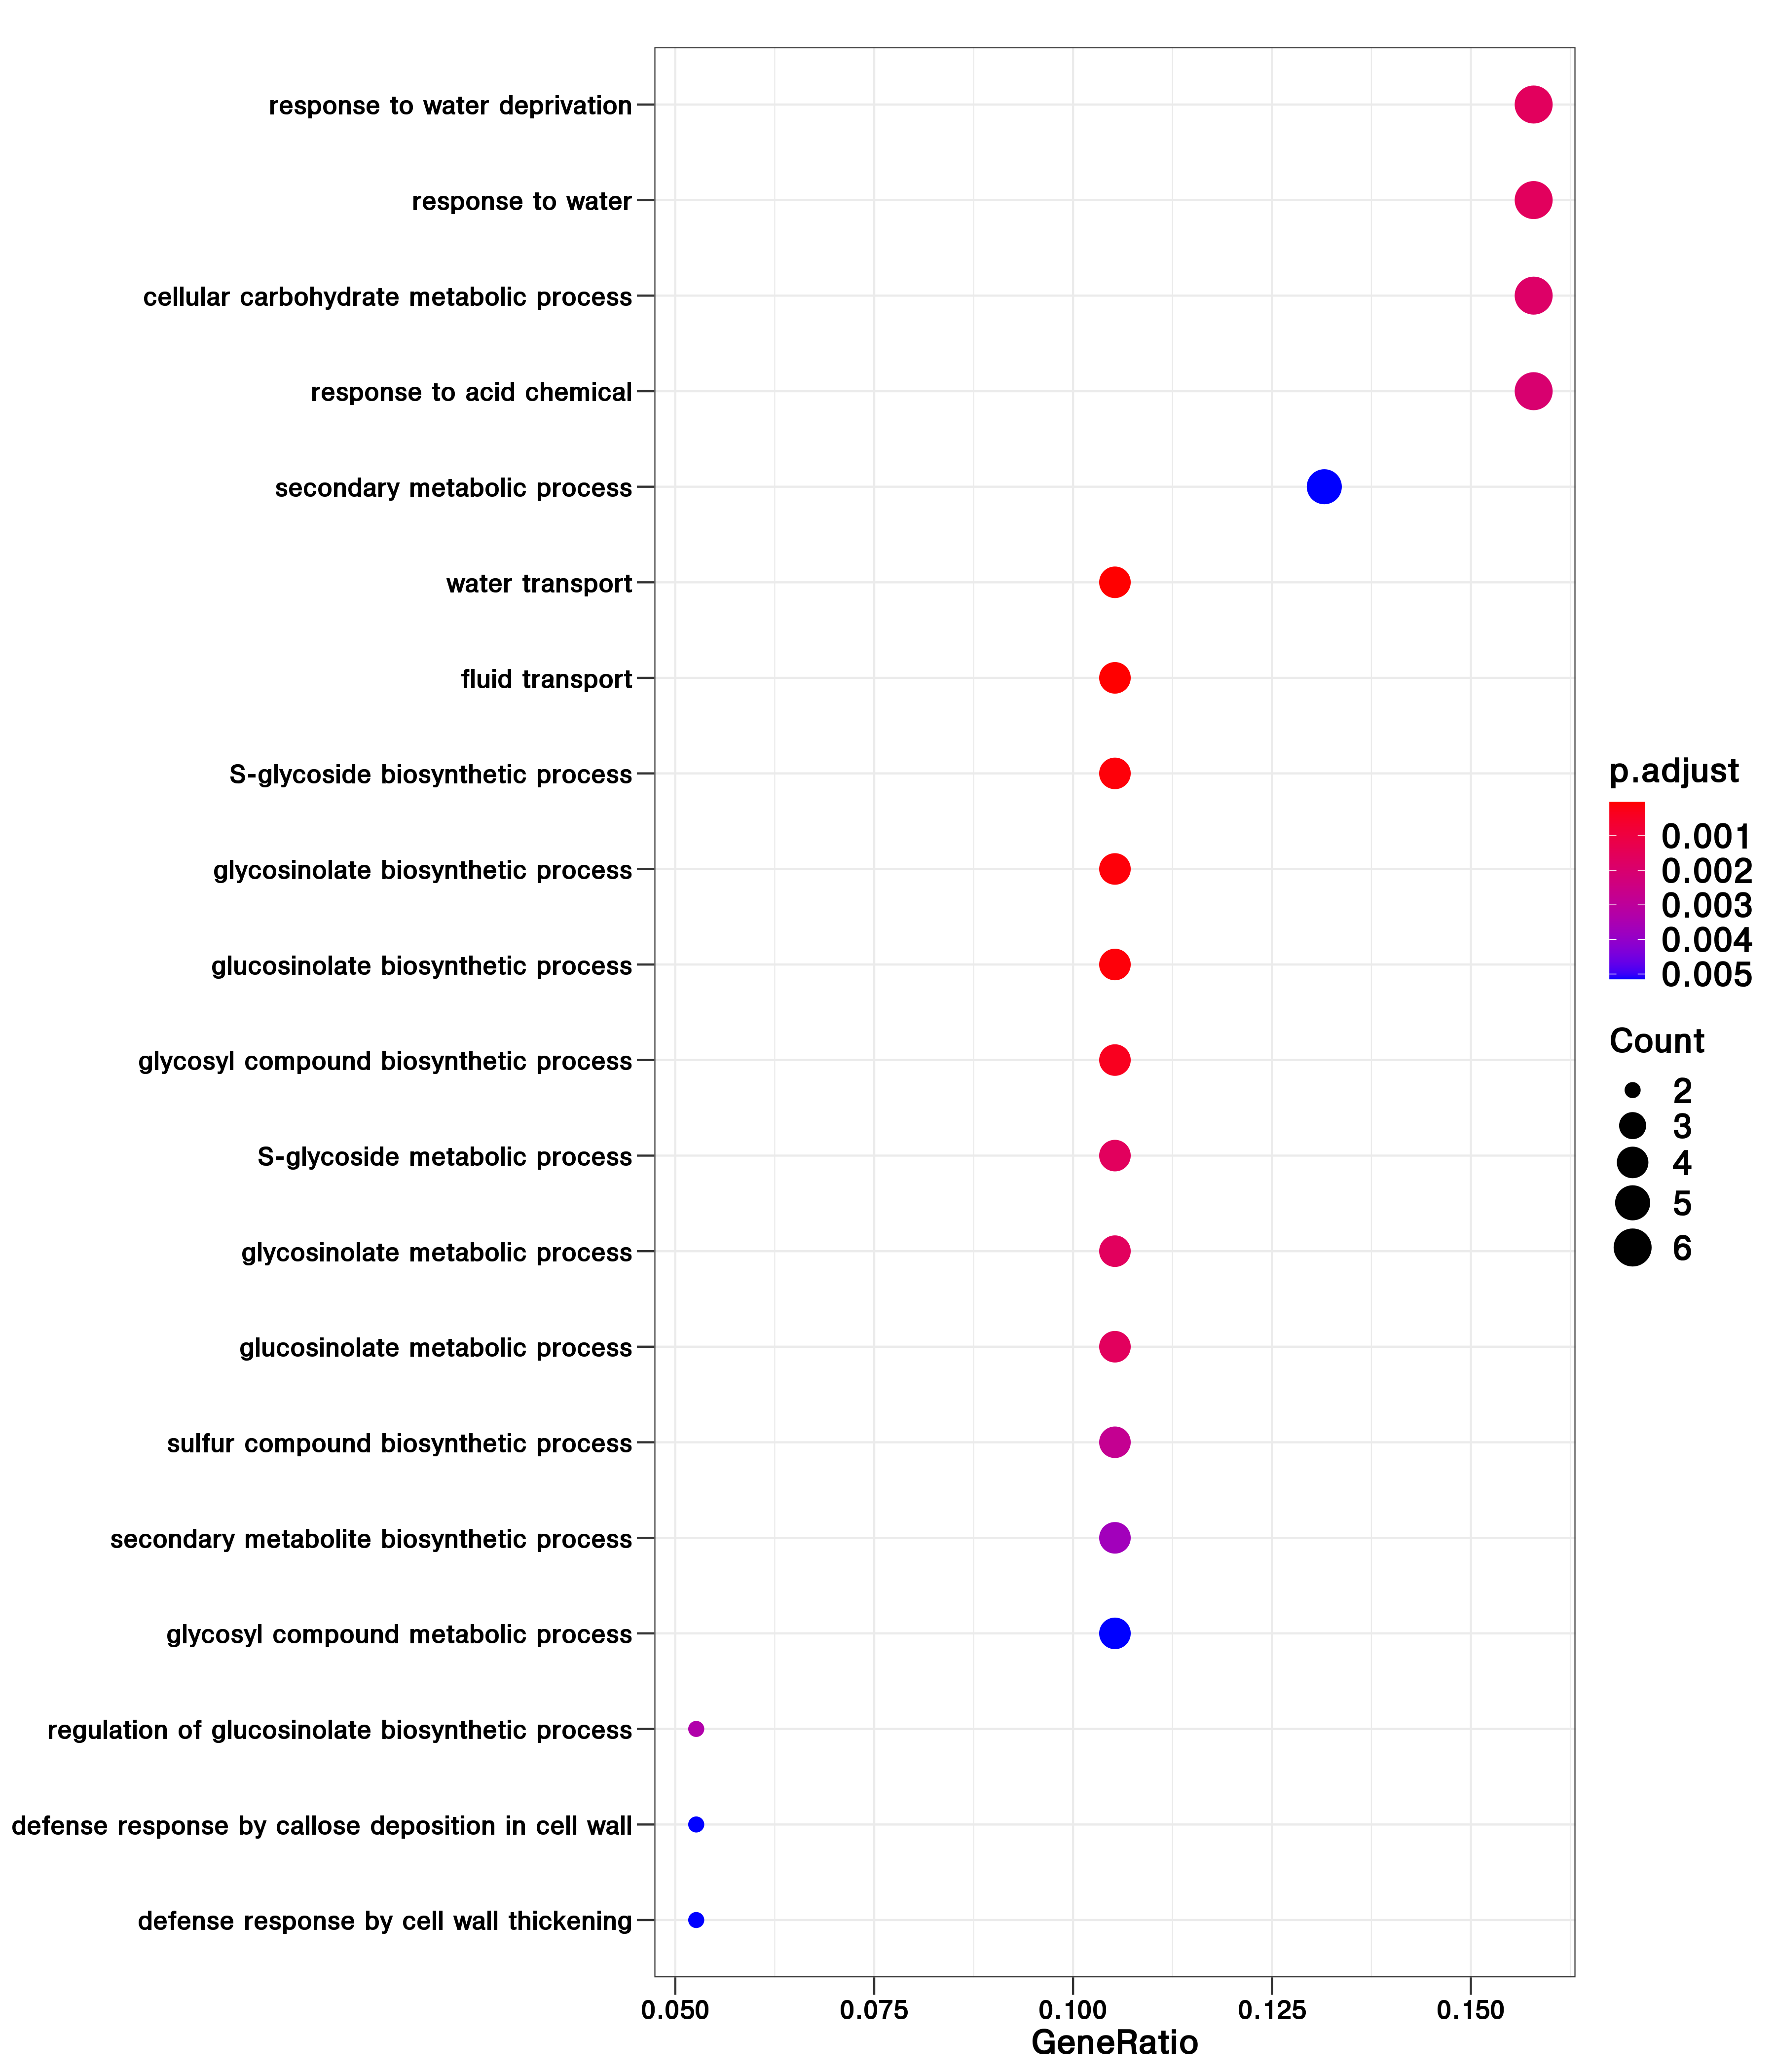 response to water deprivation
response to water
cellular carbohydrate metabolic process
response to acid chemical
secondary metabolic process
water transport
fluid transport
S-glycoside biosynthetic process
glycosinolate biosynthetic process
glucosinolate biosynthetic process
glycosyl compound biosynthetic process
S-glycoside metabolic process
glycosinolate metabolic process
glucosinolate metabolic process
sulfur compound biosynthetic process
secondary metabolite biosynthetic process
glycosyl compound metabolic process
regulation of glucosinolate biosynthetic process
defense response by callose deposition in cell wall
defense response by cell wall thickening
0.050 0.075 0.100 0.125 0.150
GeneRatio
p.adjust
0.001
0.002
0.003
0.004
0.005
Count
2
3
4
5
6